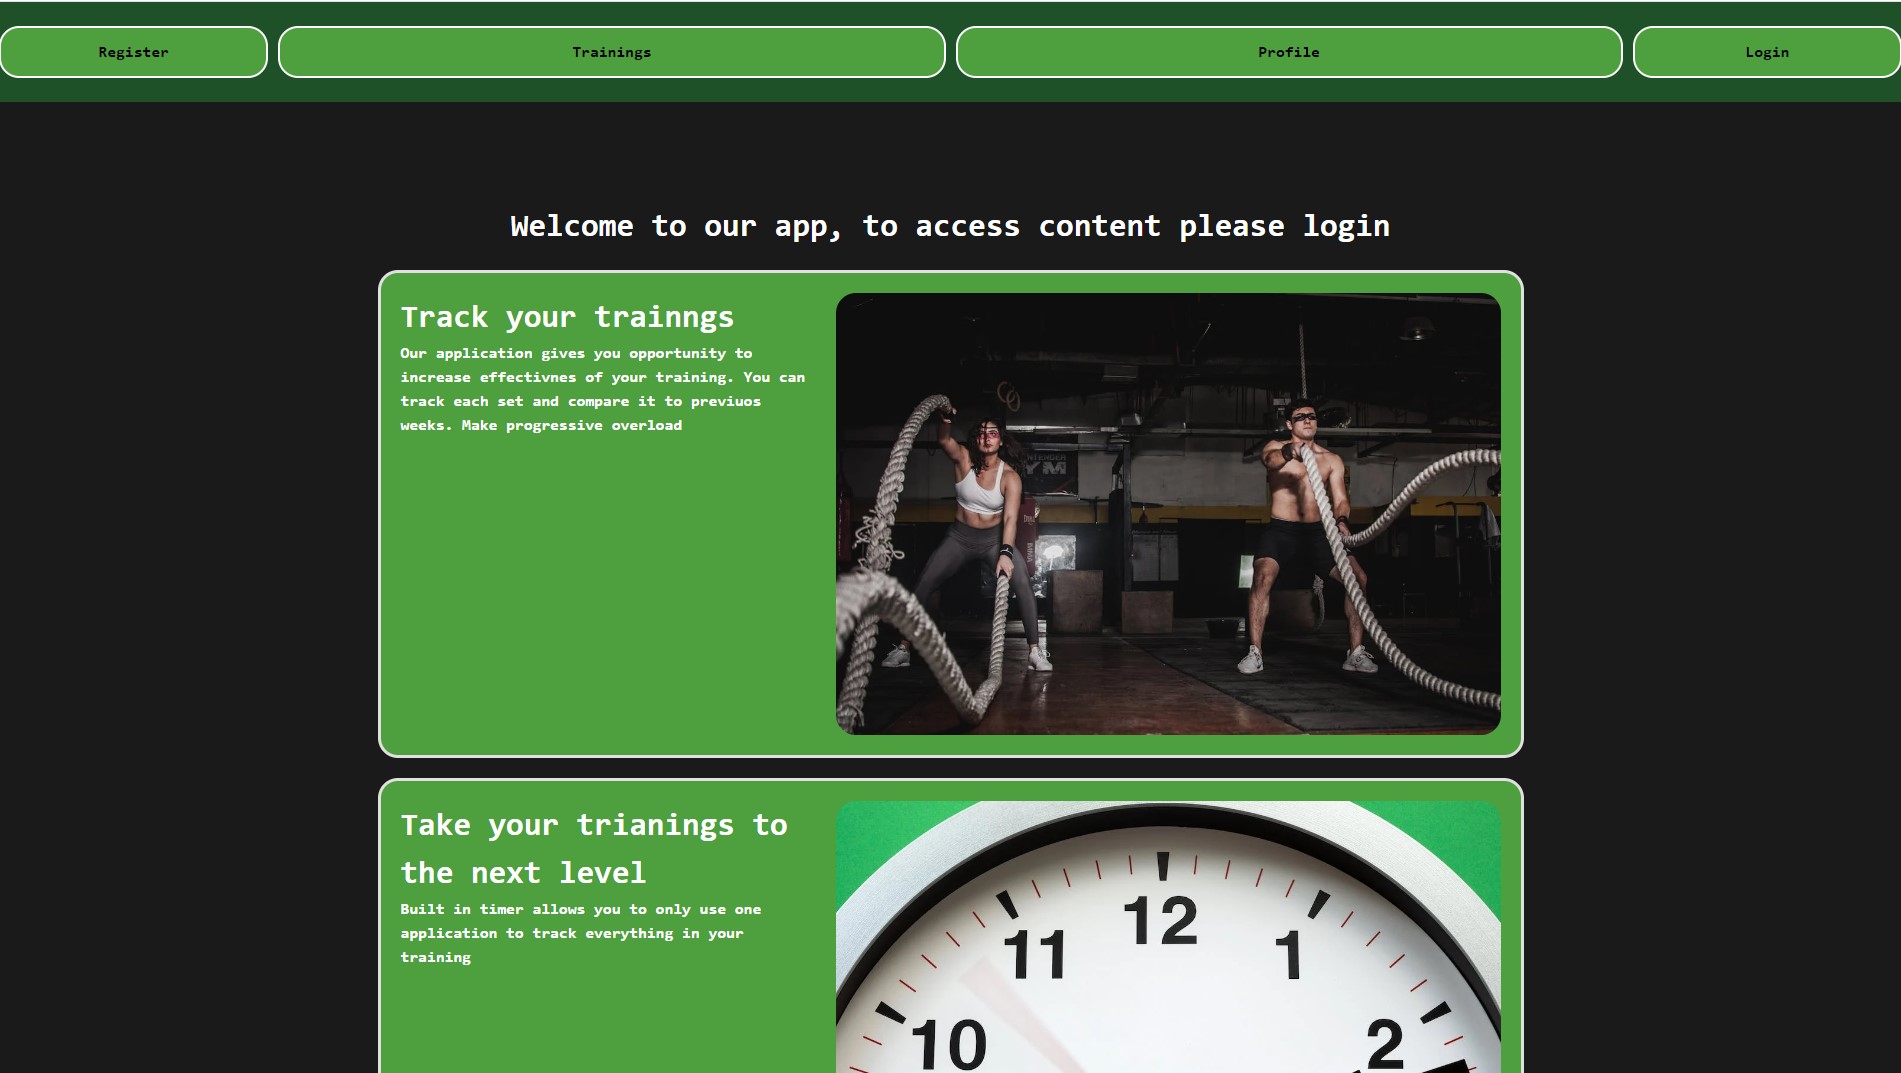 Register
Trainings
Profile
Login
Welcome to our app, to access content please login
Track your trainngs
Our application gives you opportunity to
increase effectivnes of your training. You can
track each set and compare it to previuos
weeks. Make progressive overload
YM
Take your trianings to
the next level
Built in timer allows you to only use one
application to track everything in your
training
12
11
1
10
2